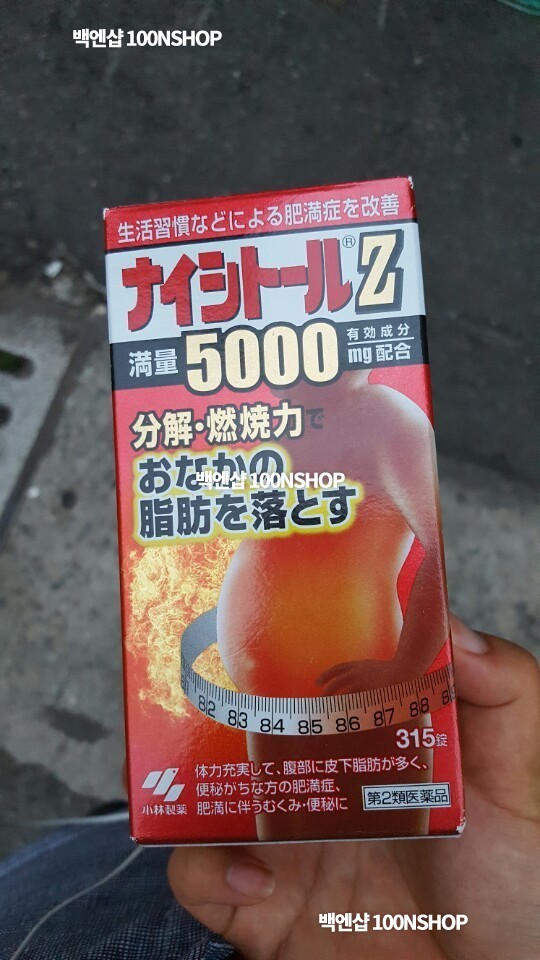 백엔샵 100NSHOP
生活習慣などによる肥満症を改善
ナイシトール® Z
満量 5000 有効成分 mg配合
分解・燃焼力で
おなかの
백엔샵 100NSHOP
脂肪を落とす
82 83 84 85 86 87 88
315錠
体力充実して、腹部に皮下脂肪が多く、
便秘がちな方の肥満症、
肥満に伴うむくみ・便秘に
第2類医薬品
小林製薬
백엔샵 100NSHOP